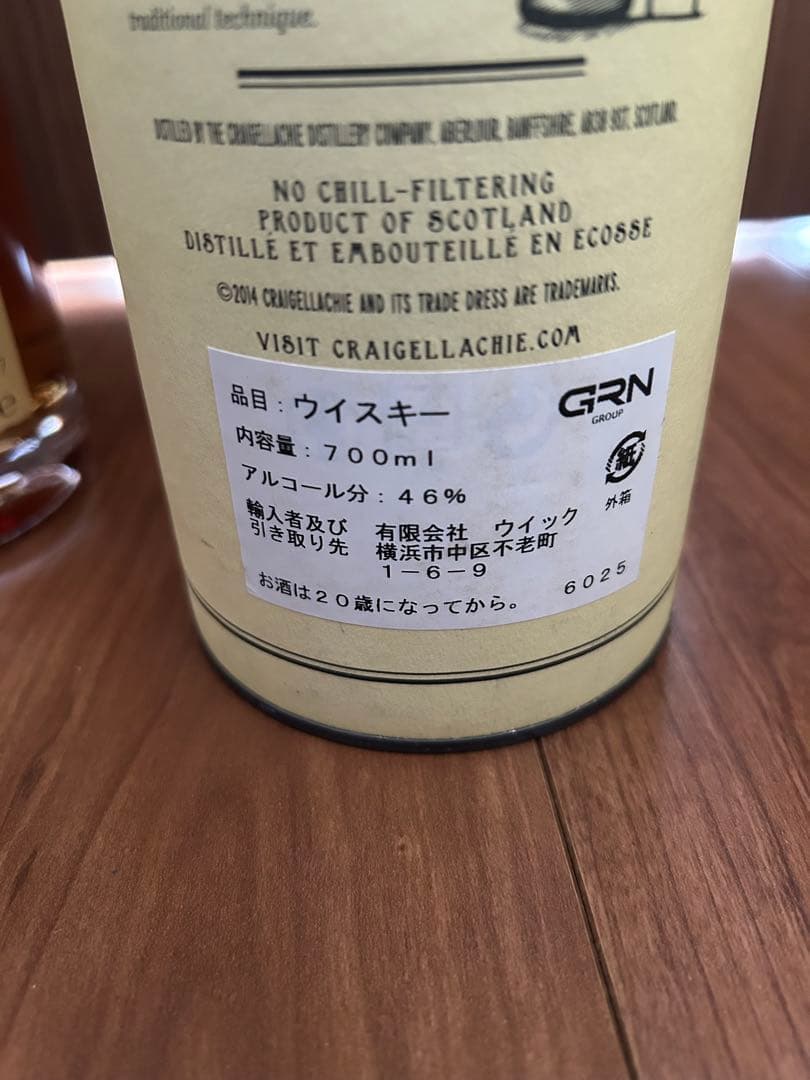 traditional technique.
DISTILLED BY THE CRAIGELLACHIE DISTILLERY COMPANY, ABERLOUR, BANFFSHIRE, AB38 9ST, SCOTLAND.
NO CHILL-FILTERING
PRODUCT OF SCOTLAND
DISTILLÉ ET EMBOUTEILLÉ EN ECOSSE
©2014 CRAIGELLACHIE AND ITS TRADE DRESS ARE TRADEMARKS.
VISIT CRAIGELLACHIE.COM
品目:ウイスキー
GRN
GROUP
内容量:700ml
紙
アルコール分:46%
外箱
輸入者及び 有限会社 ウイック
引き取り先 横浜市中区不老町
1-6-9
お酒は20歳になってから。 6025